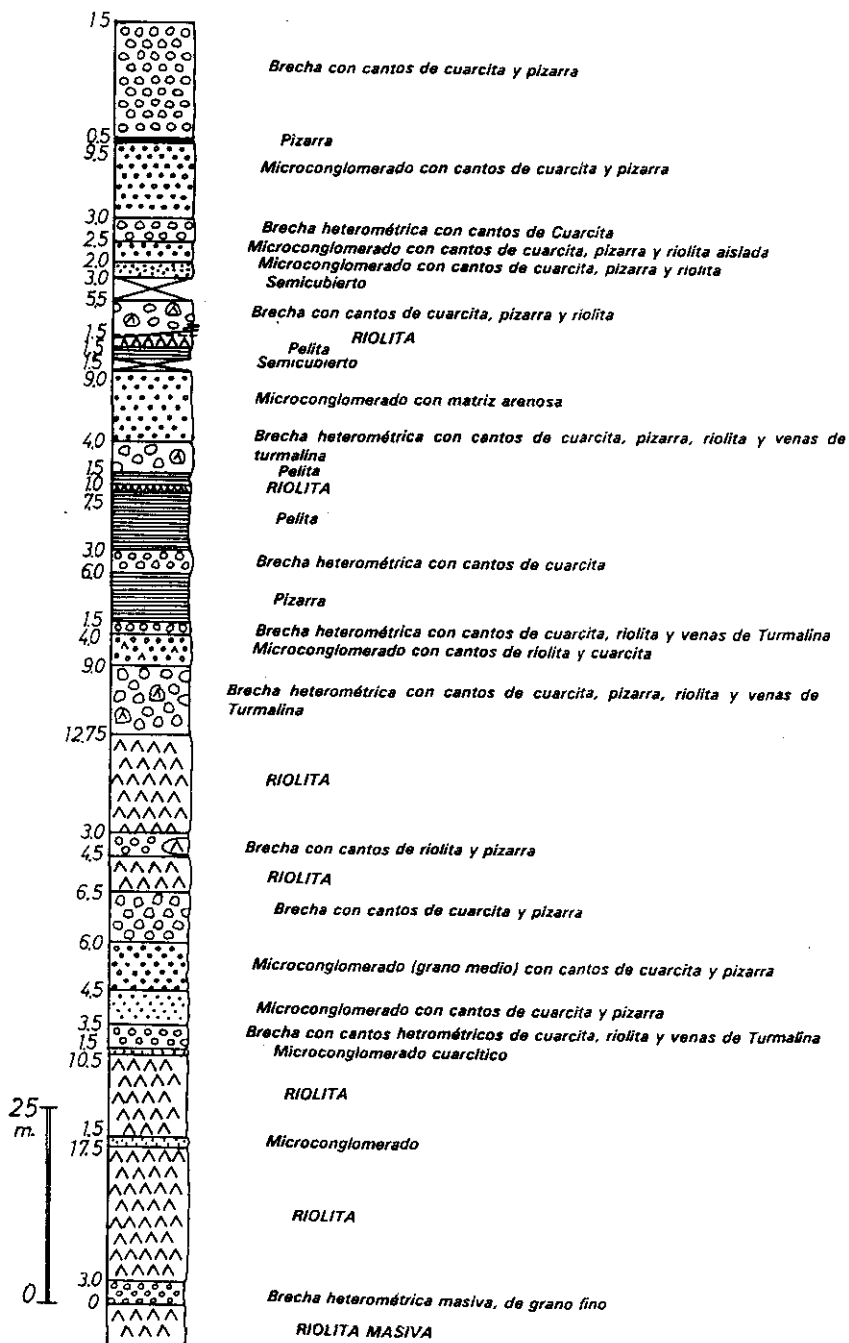 15
Brecha con cantos de cuarcita y pizarra
0.5
Pizarra
9.5
Microconglomerado con cantos de cuarcita y pizarra
3.0
Brecha heterométrica con cantos de Cuarcita
2.5
Microconglomerado con cantos de cuarcita, pizarra y riolita aislada
2.0
Microconglomerado con cantos de cuarcita, pizarra y riolita
3.0
Semicubierto
5,5
Brecha con cantos de cuarcita, pizarra y riolita
1.5
RIOLITA
1.5
Pelita
1.5
Semicubierto
9.0
Microconglomerado con matriz arenosa
4,0
Brecha heterométrica con cantos de cuarcita, pizarra, riolita y venas de
turmalina
1.5
Pelita
1.0
RIOLITA
7,5
Pelita
3.0
Brecha heterométrica con cantos de cuarcita
6.0
Pizarra
1.5
Brecha heterométrica con cantos de cuarcita, riolita y venas de Turmalina
4,0
Microconglomerado con cantos de riolita y cuarcita
9.0
Brecha heterométrica con cantos de cuarcita, pizarra, riolita y venas de
Turmalina
12.75
RIOLITA
3.0
Brecha con cantos de riolita y pizarra
4,5
RIOLITA
6.5
Brecha con cantos de cuarcita y pizarra
6.0
Microconglomerado (grano medio) con cantos de cuarcita y pizarra
4,5
Microconglomerado con cantos de cuarcita y pizarra
3,5
Brecha con cantos hetrométricos de cuarcita, riolita y venas de Turmalina
1.5
Microconglomerado cuarcítico
10.5
RIOLITA
25
m.
1.5
Microconglomerado
17.5
RIOLITA
3.0
0
0
Brecha heterométrica masiva, de grano fino
RIOLITA MASIVA